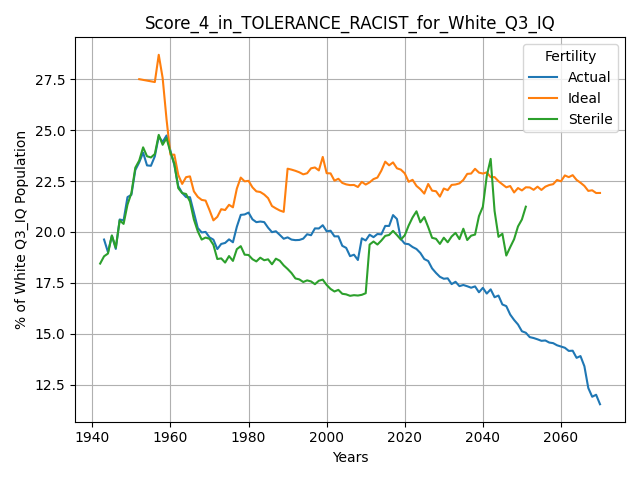 Score_4_in_TOLERANCE_RACIST_for_White_Q3_IQ
% of White Q3_IQ Population
27.5
25.0
22.5
20.0
17.5
15.0
12.5
Fertility
Actual
Ideal
Sterile
1940
1960
1980
2000
2020
2040
2060
Years